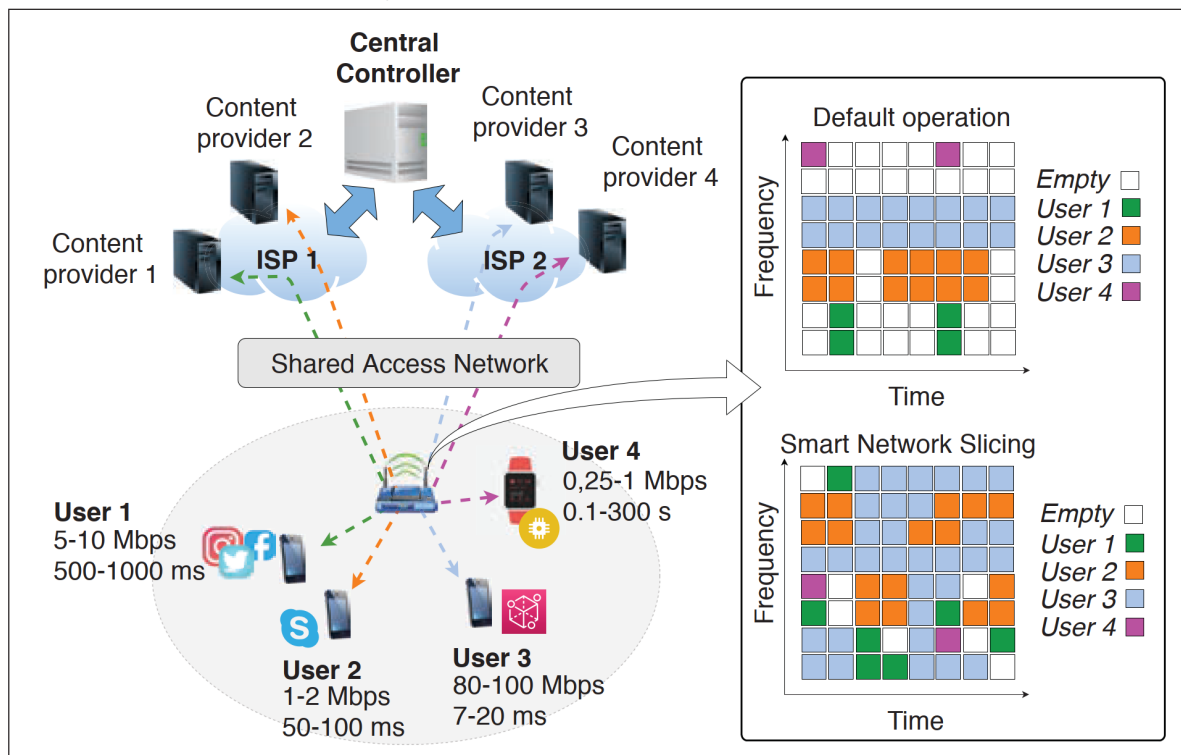 Central
Controller
Content
provider 2
Content
provider 3
Content
provider 4
Content
provider 1
ISP 1
ISP 2
Shared Access Network
User 4
0,25-1 Mbps
0.1-300 s
User 1
5-10 Mbps
500-1000 ms
S
User 2
1-2 Mbps
50-100 ms
User 3
80-100 Mbps
7-20 ms
Default operation
Frequency
Time
Empty
User 1
User 2
User 3
User 4
Smart Network Slicing
Frequency
Time
Empty
User 1
User 2
User 3
User 4